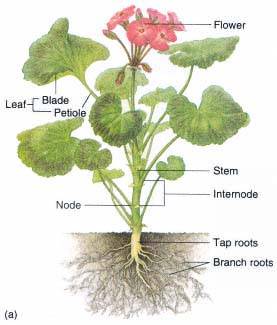 Flower
Leaf
Blade
Petiole
Stem
Internode
Node
Tap roots
Branch roots
(a)